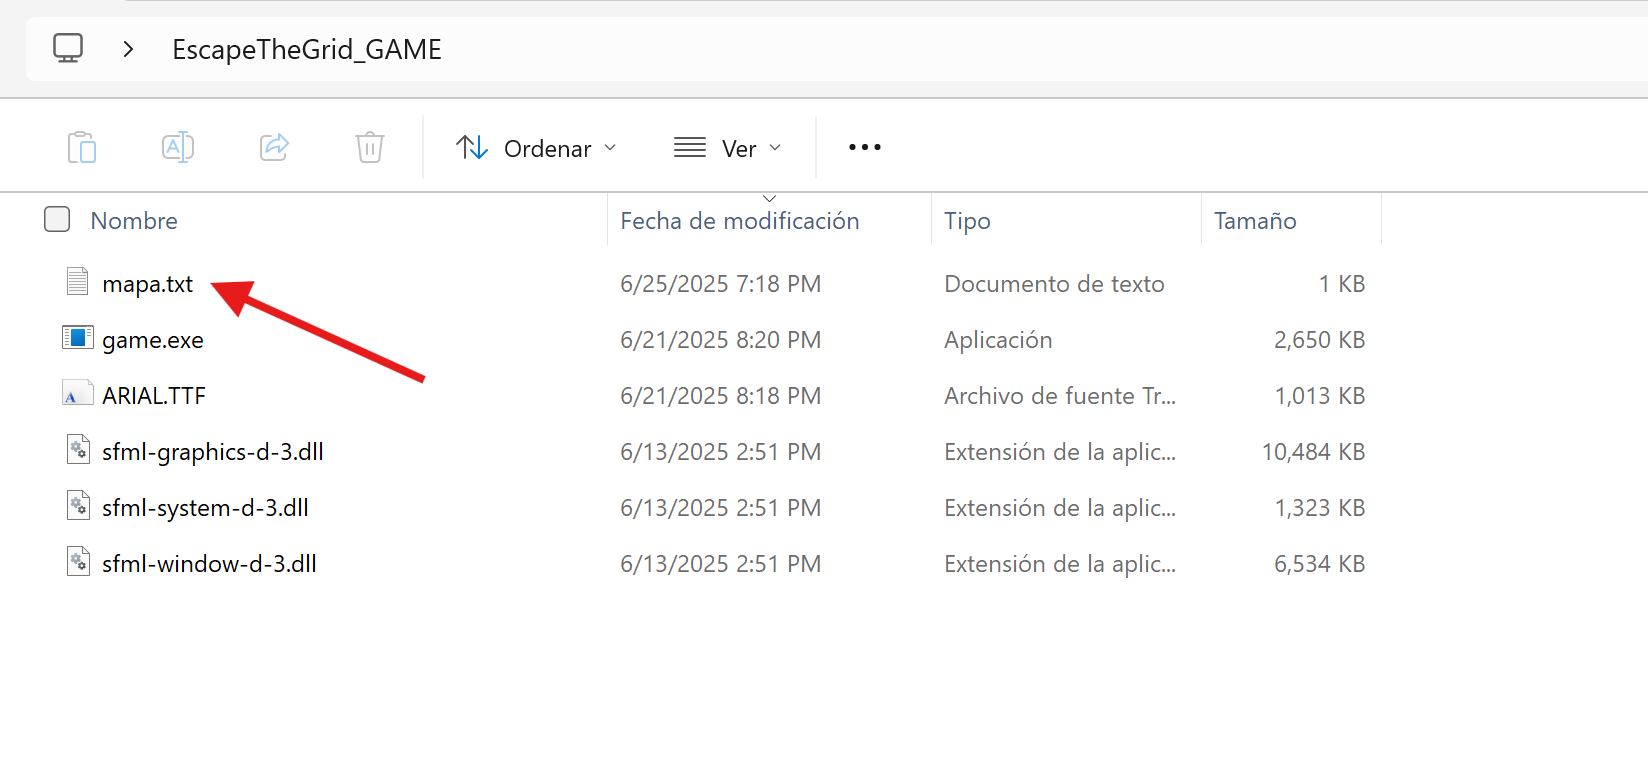 EscapeTheGrid_GAME
Ordenar Ver
Nombre Fecha de modificación Tipo Tamaño
mapa.txt 6/25/2025 7:18 PM Documento de texto 1 KB
game.exe 6/21/2025 8:20 PM Aplicación 2,650 KB
ARIAL.TTF 6/21/2025 8:18 PM Archivo de fuente Tr... 1,013 KB
sfml-graphics-d-3.dll 6/13/2025 2:51 PM Extensión de la aplic... 10,484 KB
sfml-system-d-3.dll 6/13/2025 2:51 PM Extensión de la aplic... 1,323 KB
sfml-window-d-3.dll 6/13/2025 2:51 PM Extensión de la aplic... 6,534 KB